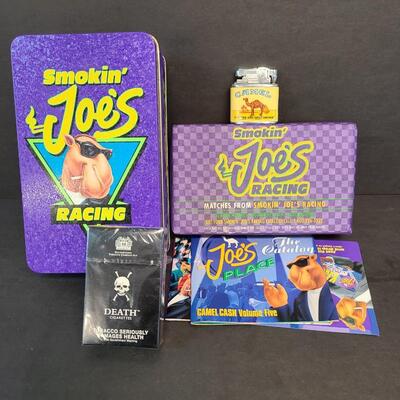 Smokin'
Joe's
RACING
CAMEL
Smokin'
Joe's
RACING
MATCHES FROM SMOKIN' JOE'S RACING
Joe's
PLACE
The
Catalog
CAMEL CASH Volume Five
DEATH™
CIGARETTES
TOBACCO SERIOUSLY
DAMAGES HEALTH